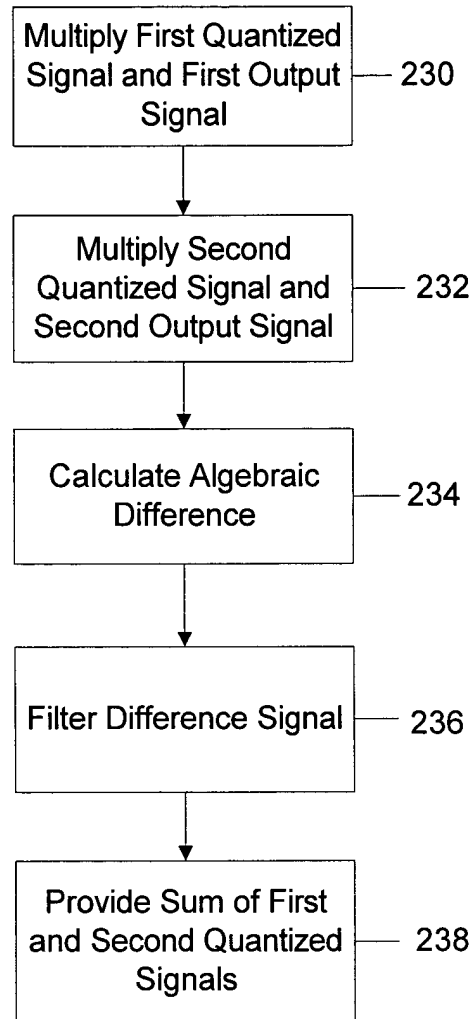 Multiply First Quantized
Signal and First Output
Signal
230
Multiply Second
Quantized Signal and
Second Output Signal
232
Calculate Algebraic
Difference
234
Filter Difference Signal
236
Provide Sum of First
and Second Quantized
Signals
238